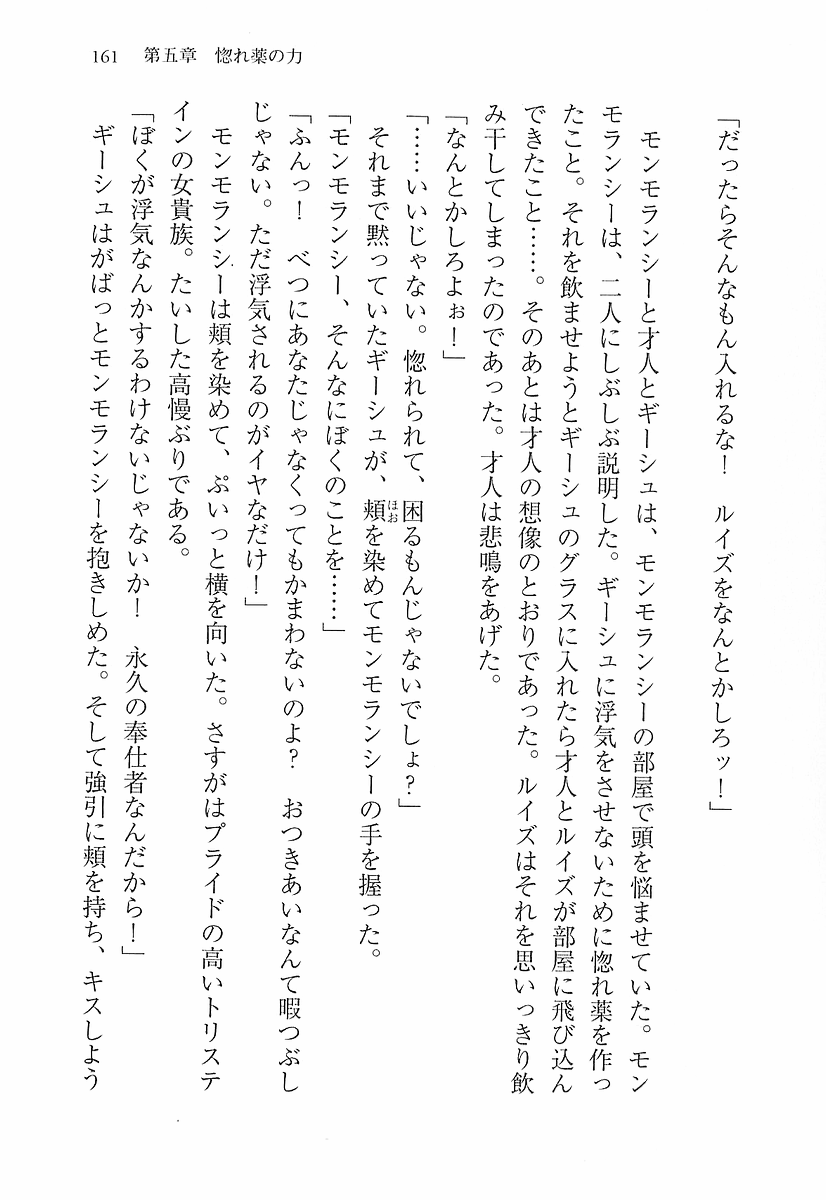 161　第五章　惚れ薬の力
「だったらそんなもん入れるな！　ルイズをなんとかしろッ！」
　モンモランシーと才人とギーシュは、モンモランシーの部屋で頭を悩ませていた。モン
モランシーは、二人にしぶしぶ説明した。ギーシュに浮気をさせないために惚れ薬を作っ
たこと。それを飲ませようとギーシュのグラスに入れたら才人とルイズが部屋に飛び込ん
できたこと……。そのあとは才人の想像のとおりであった。ルイズはそれを思いっきり飲
み干してしまったのであった。才人は悲鳴をあげた。
「なんとかしろよぉ！」
「……いいじゃない。惚れられて、困るもんじゃないでしょ？」
　それまで黙っていたギーシュが、頬ほおを染めてモンモランシーの手を握った。
「モンモランシー、そんなにぼくのことを……」
「ふんっ！　べつにあなたじゃなくってもかまわないのよ？　おつきあいなんて暇つぶし
じゃない。ただ浮気されるのがイヤなだけ！」
　モンモランシーは頬を染めて、ぷいっと横を向いた。さすがはプライドの高いトリステ
インの女貴族。たいした高慢ぶりである。
「ぼくが浮気なんかするわけないじゃないか！　永久の奉仕者なんだから！」
　ギーシュはがばっとモンモランシーを抱きしめた。そして強引に頬を持ち、キスしよう